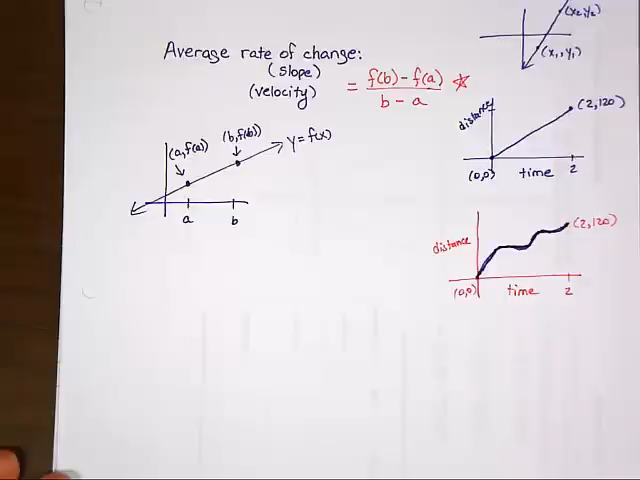 Average rate of change:
(slope)
(velocity)
= f(b) - f(a) / b - a
(a, f(a))
(b, f(b))
y = f(x)
a
b
(x₂, y₂)
(x₁, y₁)
distance
(2, 120)
(0,0)
time
2
distance
(2, 120)
(0,0)
time
2